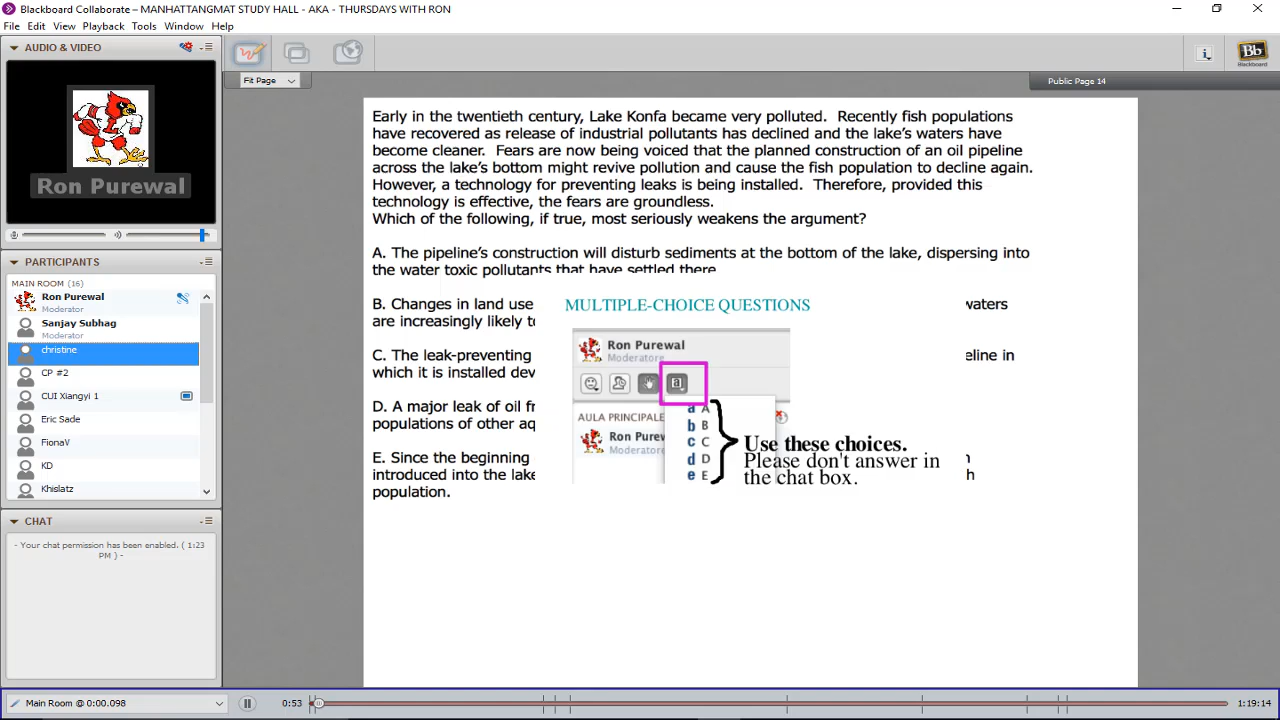 Blackboard Collaborate – MANHATTANGMAT STUDY HALL - AKA - THURSDAYS WITH RON
File Edit View Playback Tools Window Help
AUDIO & VIDEO
Ron Purewal
PARTICIPANTS
MAIN ROOM (16)
Ron Purewal
Moderator
Sanjay Subhag
Moderator
christine
CP #2
CUI Xiangyi 1
Eric Sade
FionaV
KD
Khislatz
CHAT
- Your chat permission has been enabled. ( 1:23
PM ) -
Main Room @ 0:00.098
Fit Page
Public Page 14
Bb
Blackboard
Early in the twentieth century, Lake Konfa became very polluted. Recently fish populations
have recovered as release of industrial pollutants has declined and the lake's waters have
become cleaner. Fears are now being voiced that the planned construction of an oil pipeline
across the lake's bottom might revive pollution and cause the fish population to decline again.
However, a technology for preventing leaks is being installed. Therefore, provided this
technology is effective, the fears are groundless.
Which of the following, if true, most seriously weakens the argument?
A. The pipeline's construction will disturb sediments at the bottom of the lake, dispersing into
the water toxic pollutants that have settled there
B. Changes in land use waters
are increasingly likely to
C. The leak-preventing eline in
which it is installed dev
D. A major leak of oil fr
populations of other aq
E. Since the beginning n
introduced into the lake h
population.
MULTIPLE-CHOICE QUESTIONS
Ron Purewal
Moderatore
AULA PRINCIPALE
Ron Purew
Moderatore
a A
b B
c C
d D
e E
Use these choices.
Please don't answer in
the chat box.
0:53
1:19:14